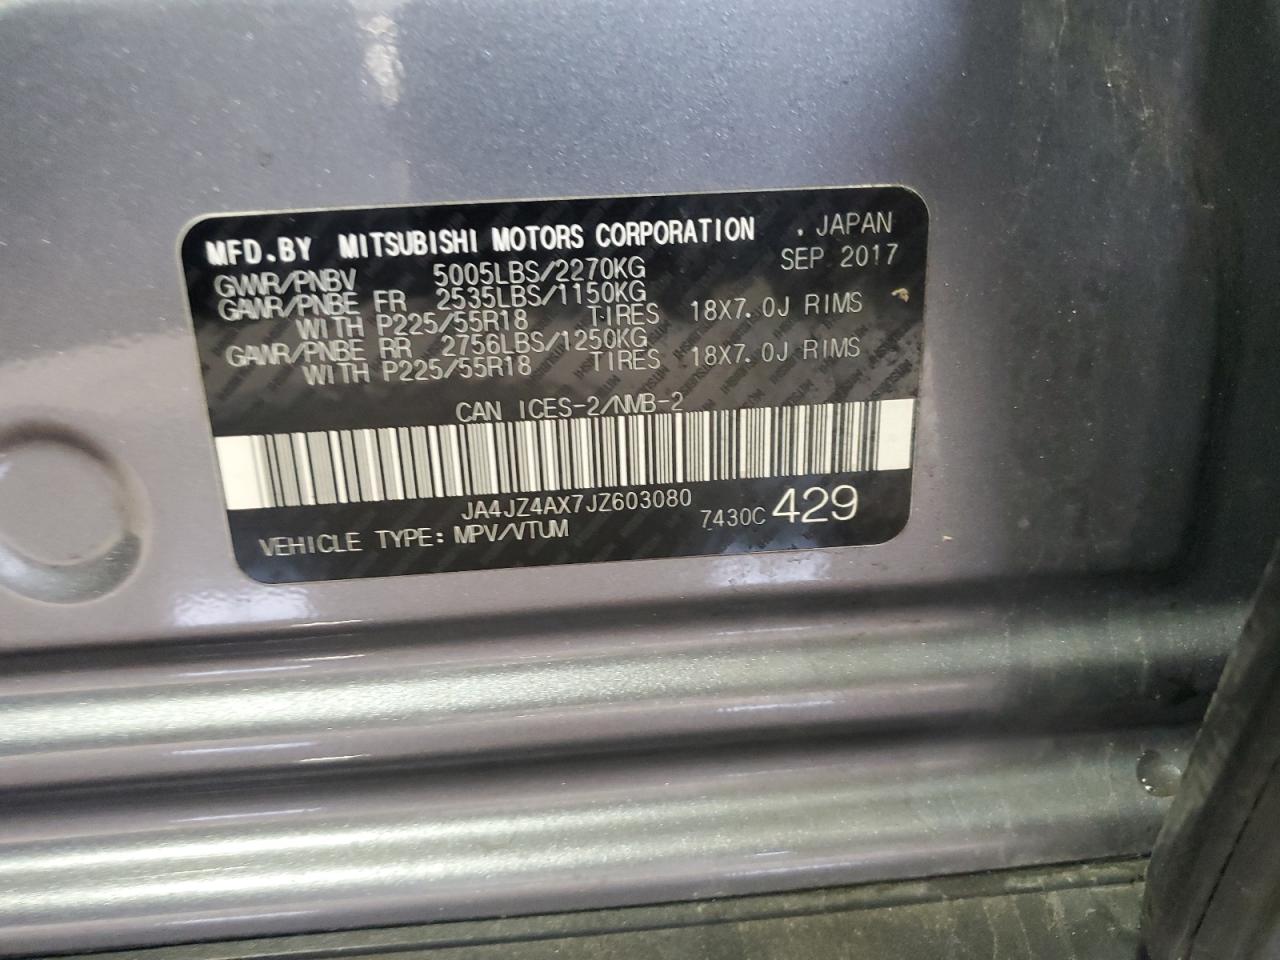 MFD.BY MITSUBISHI MOTORS CORPORATION . JAPAN
GVWR/PNBV 5005LBS/2270KG SEP 2017
GAWR/PNBE FR 2535LBS/1150KG
WITH P225/55R18 TIRES 18X7.0J RIMS
GAWR/PNBE RR 2756LBS/1250KG
WITH P225/55R18 TIRES 18X7.0J RIMS
CAN ICES-2/NMB-2
JA4JZ4AX7JZ603080
VEHICLE TYPE: MPV/VTUM 7430C 429